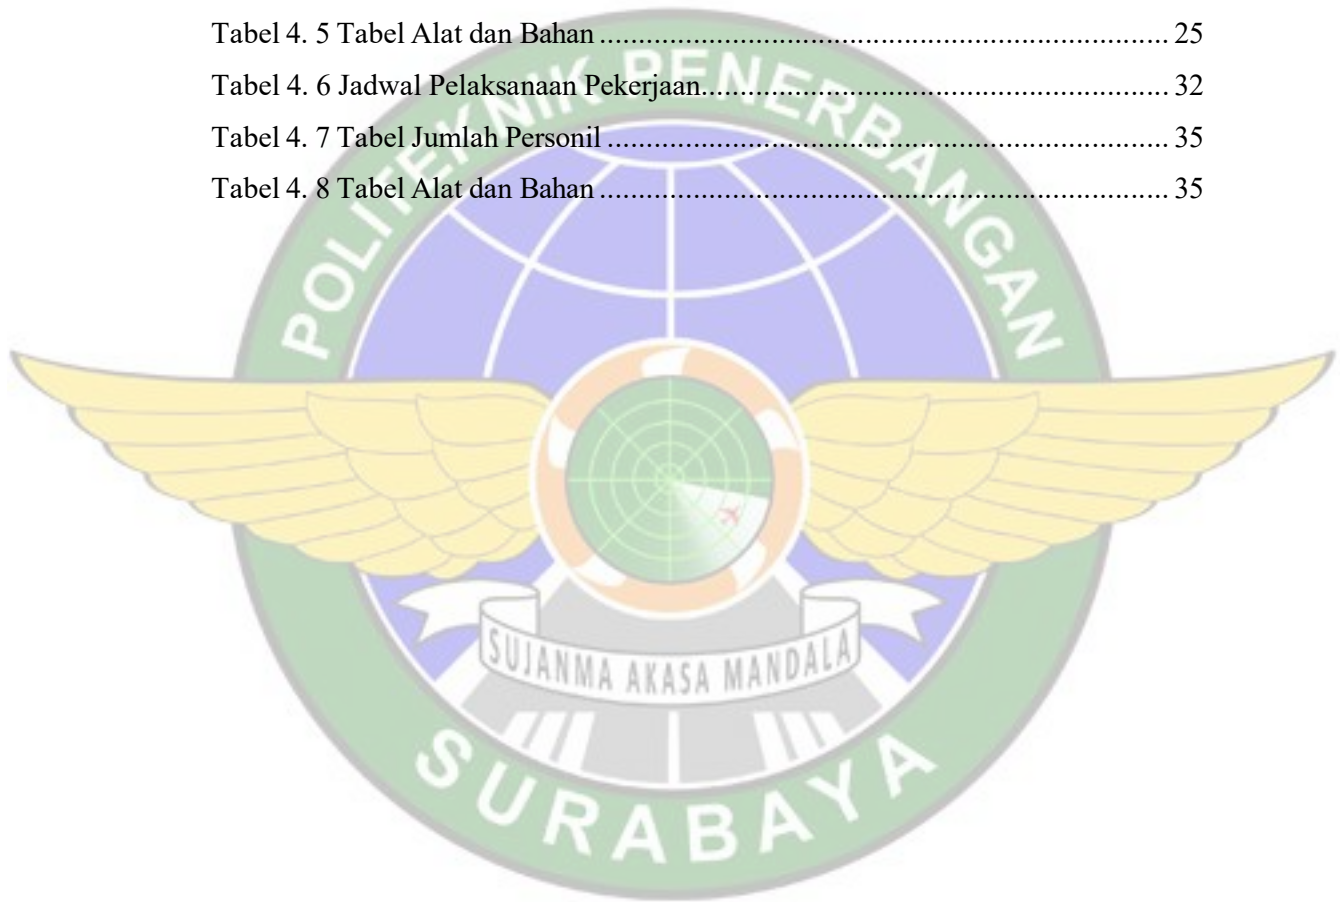 Tabel 4. 5 Tabel Alat dan Bahan ........................................................................... 25
Tabel 4. 6 Jadwal Pelaksanaan Pekerjaan............................................................. 32
Tabel 4. 7 Tabel Jumlah Personil .......................................................................... 35
Tabel 4. 8 Tabel Alat dan Bahan ........................................................................... 35
POLITEKNIK PENERBANGAN
SUJANMA AKASA MANDALA
SURABAYA